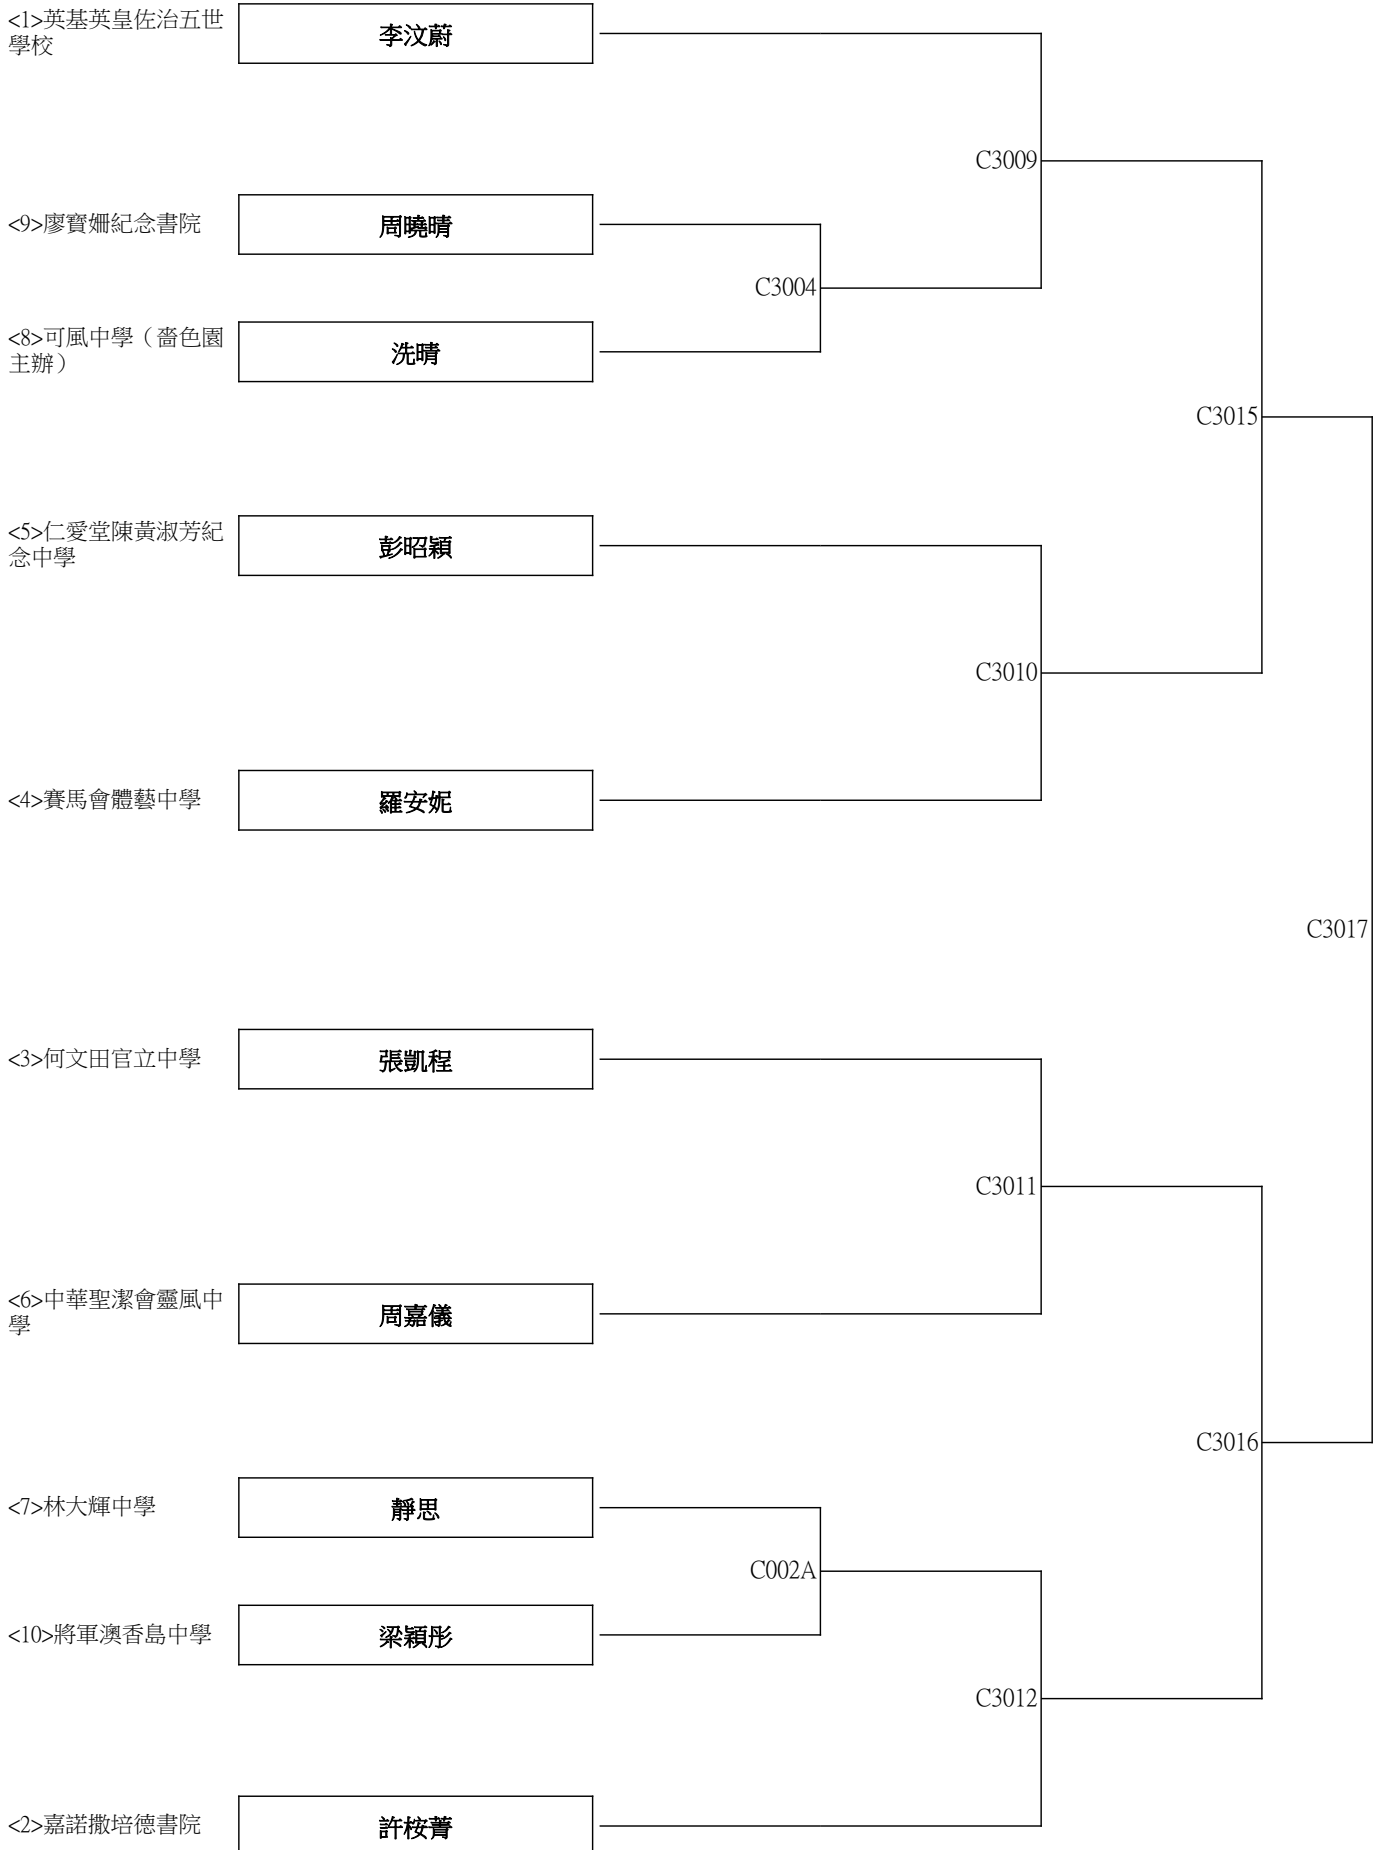 <1>英基英皇佐治五世
學校
李汶蔚
C3009
<9>廖寶姍紀念書院
周曉晴
C3004
<8>可風中學（嗇色園
主辦）
冼晴
C3015
<5>仁愛堂陳黃淑芳紀
念中學
彭昭穎
C3010
<4>賽馬會體藝中學
羅安妮
C3017
<3>何文田官立中學
張凱程
C3011
<6>中華聖潔會靈風中
學
周嘉儀
C3016
<7>林大輝中學
靜思
C002A
<10>將軍澳香島中學
梁穎彤
C3012
<2>嘉諾撒培德書院
許桉菁